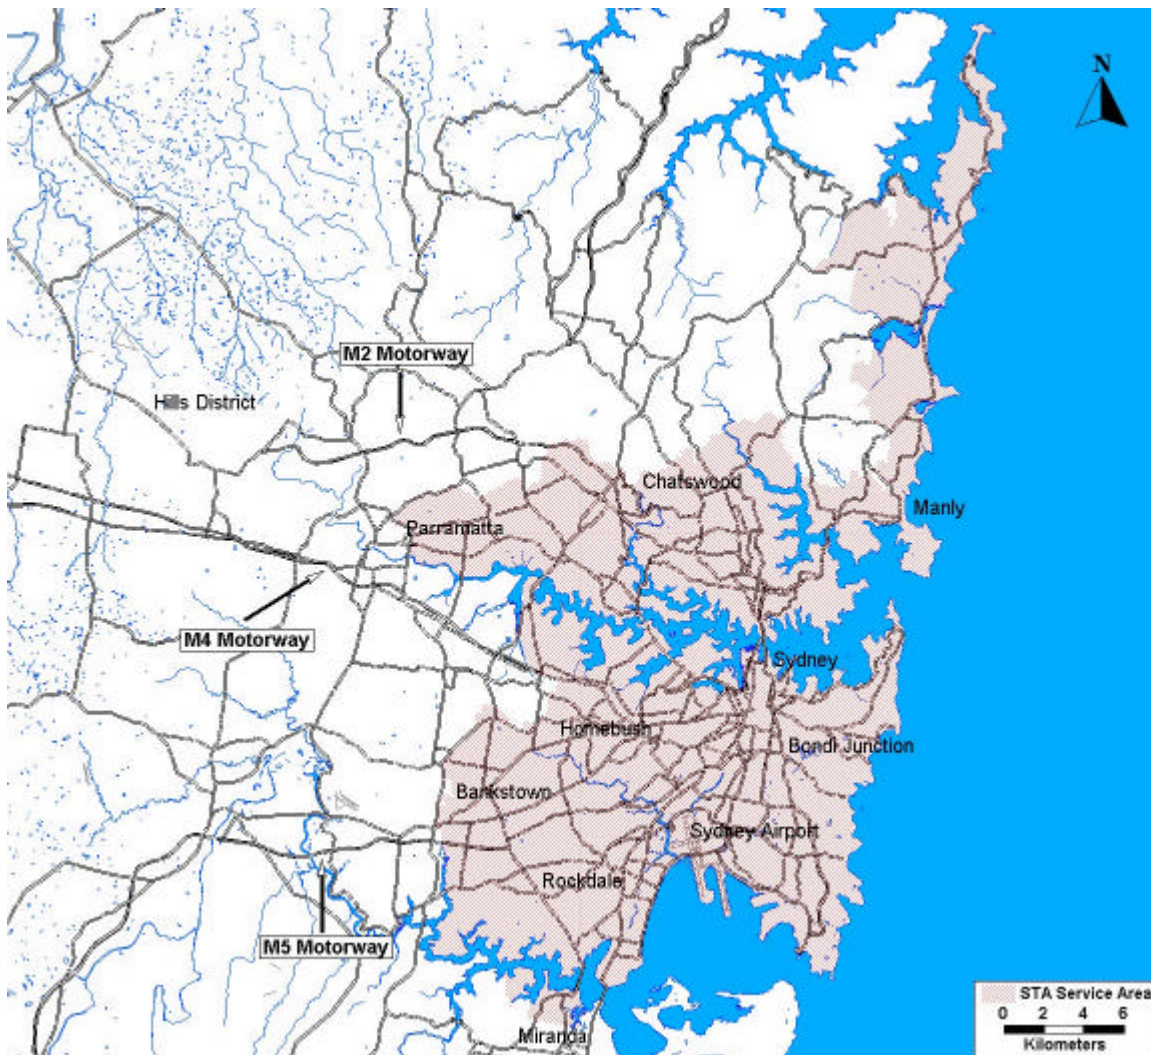 N
M2 Motorway
Hills District
Chatswood
Manly
Parramatta
M4 Motorway
Sydney
Homebush
Bondi Junction
Bankstown
Sydney Airport
Rockdale
M5 Motorway
STA Service Area
0 2 4 6
Kilometers
Miranda